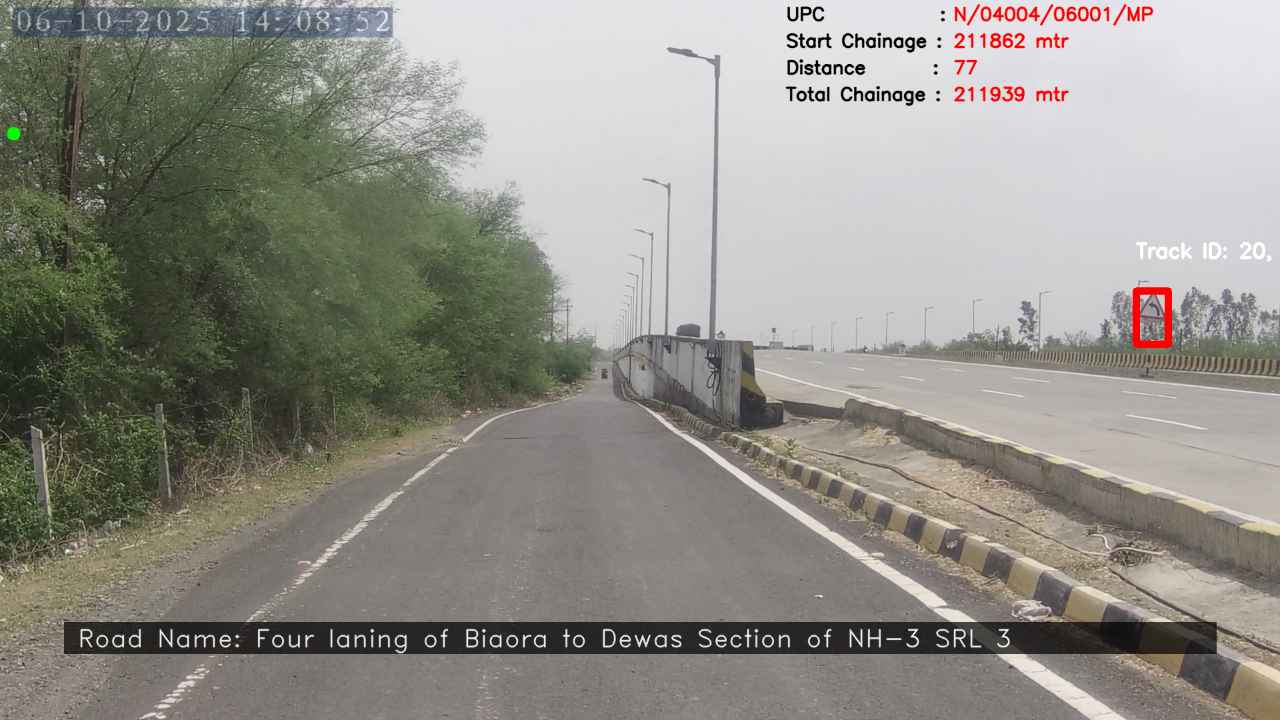 06-10-2025 14:08:52
UPC : N/04004/06001/MP
Start Chainage : 211862 mtr
Distance : 77
Total Chainage : 211939 mtr
Track ID: 20,
Road Name: Four laning of Biaora to Dewas Section of NH-3 SRL 3